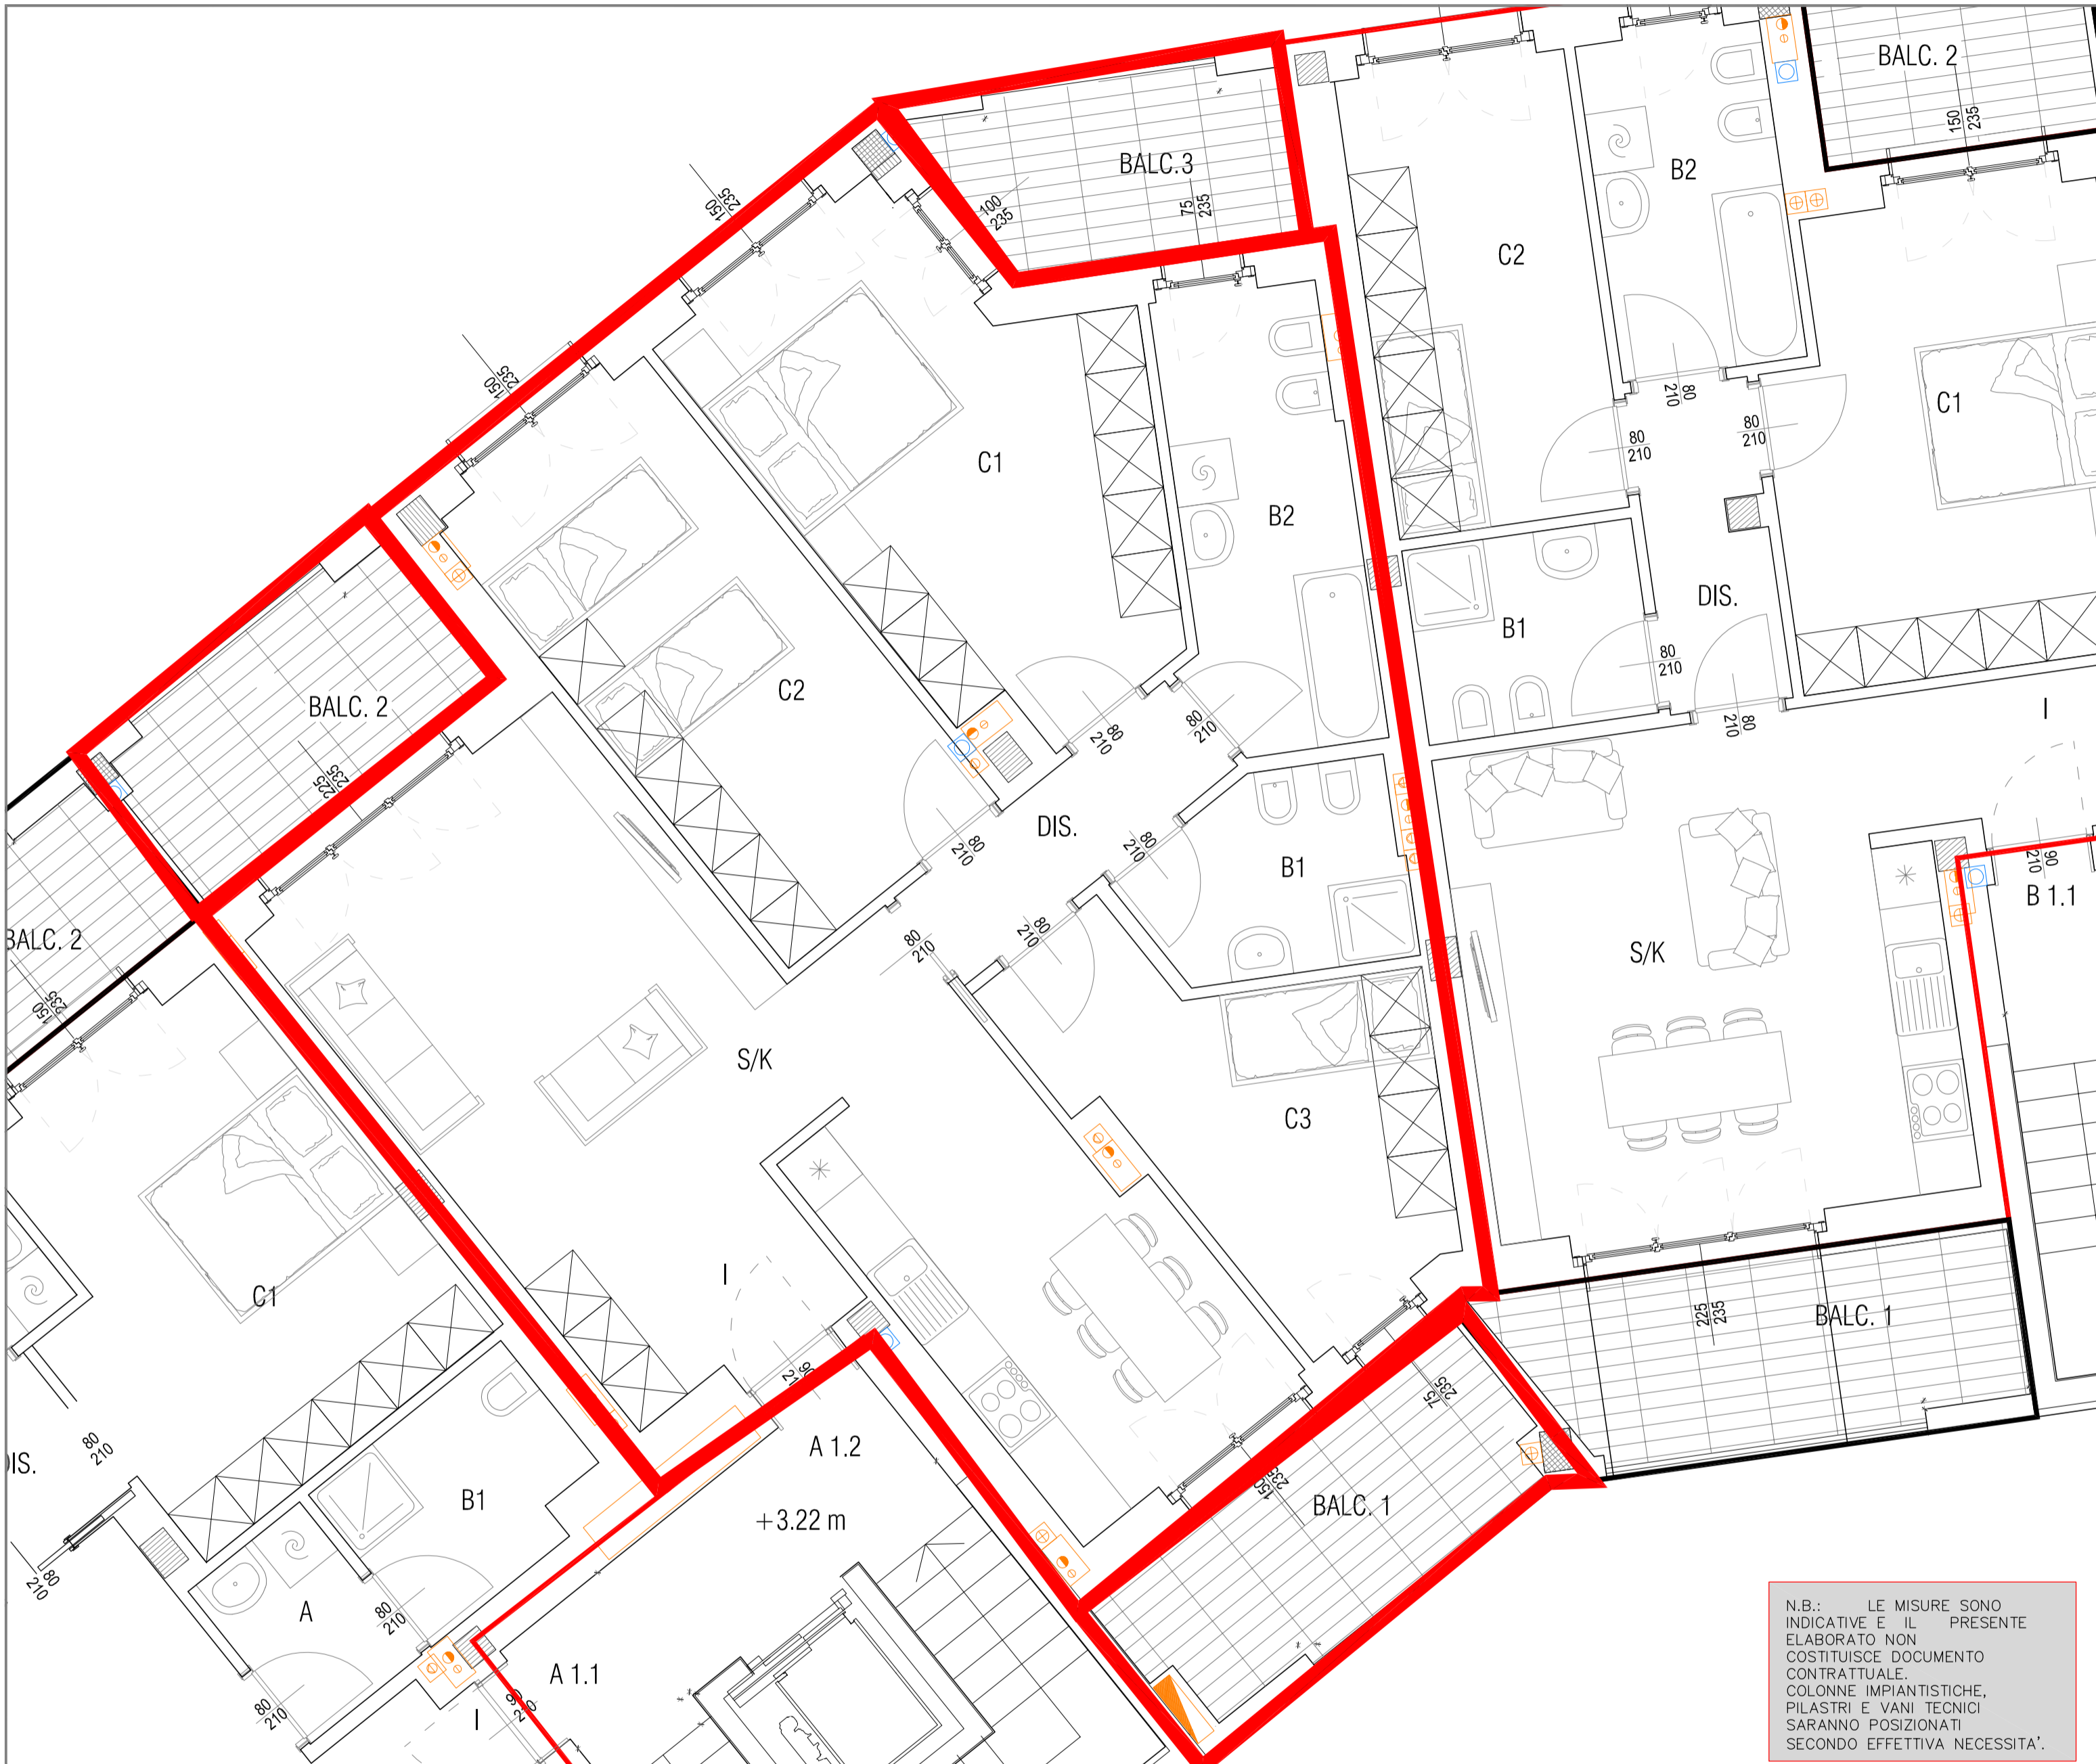 BALC. 2
150
235
BALC.3
100
235
75
235
B2
C2
150
235
150
235
C1
C1
80
210
80
210
80
210
B2
DIS.
B1
80
210
BALC. 2
C2
80
210
80
210
80
210
I
225
235
DIS.
80
210
80
210
B1
90
210
B 1.1
BALC. 2
80
210
80
210
S/K
150
235
S/K
C3
I
C1
225
235
BALC. 1
75
235
A 1.2
80
210
B1
+3.22 m
150
235
BALC. 1
80
210
A
80
210
A 1.1
80
210
I
N.B.: LE MISURE SONO
INDICATIVE E IL PRESENTE
ELABORATO NON
COSTITUISCE DOCUMENTO
CONTRATTUALE.
COLONNE IMPIANTISTICHE,
PILASTRI E VANI TECNICI
SARANNO POSIZIONATI
SECONDO EFFETTIVA NECESSITA'.